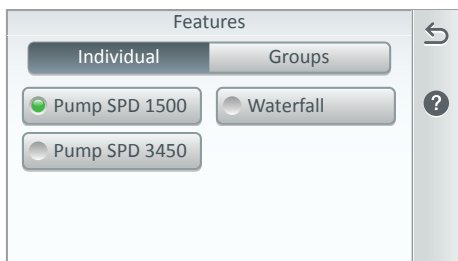 Features
Individual Groups
Pump SPD 1500 Waterfall
Pump SPD 3450
?